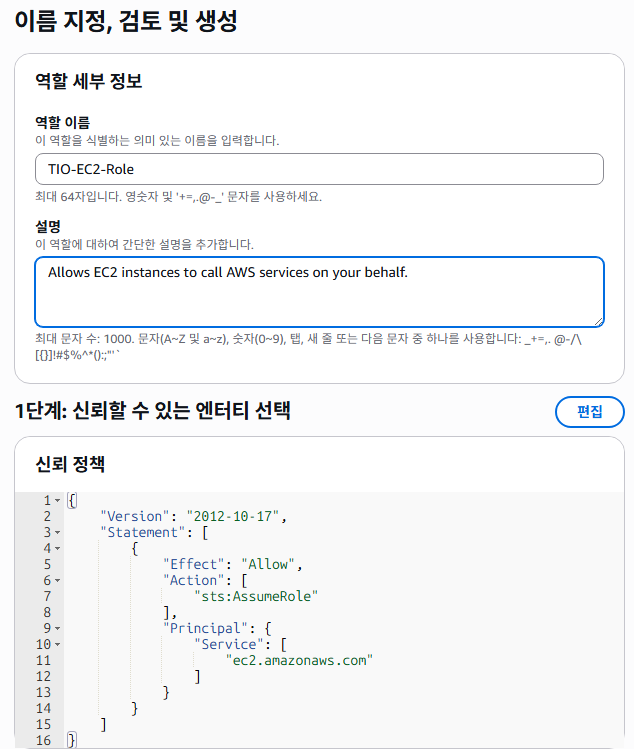 이름 지정, 검토 및 생성
역할 세부 정보
역할 이름
이 역할을 식별하는 의미 있는 이름을 입력합니다.
TIO-EC2-Role
최대 64자입니다. 영숫자 및 '+=,.@-_' 문자를 사용하세요.
설명
이 역할에 대하여 간단한 설명을 추가합니다.
Allows EC2 instances to call AWS services on your behalf.
최대 문자 수: 1000. 문자(A~Z 및 a~z), 숫자(0~9), 탭, 새 줄 또는 다음 문자 중 하나를 사용합니다: _+=,. @-/\
[{}]!#$%^*():;"'`
1단계: 신뢰할 수 있는 엔터티 선택
편집
신뢰 정책
1 {
2 "Version": "2012-10-17",
3 "Statement": [
4 {
5 "Effect": "Allow",
6 "Action": [
7 "sts:AssumeRole"
8 ],
9 "Principal": {
10 "Service": [
11 "ec2.amazonaws.com"
12 ]
13 }
14 }
15 ]
16 }